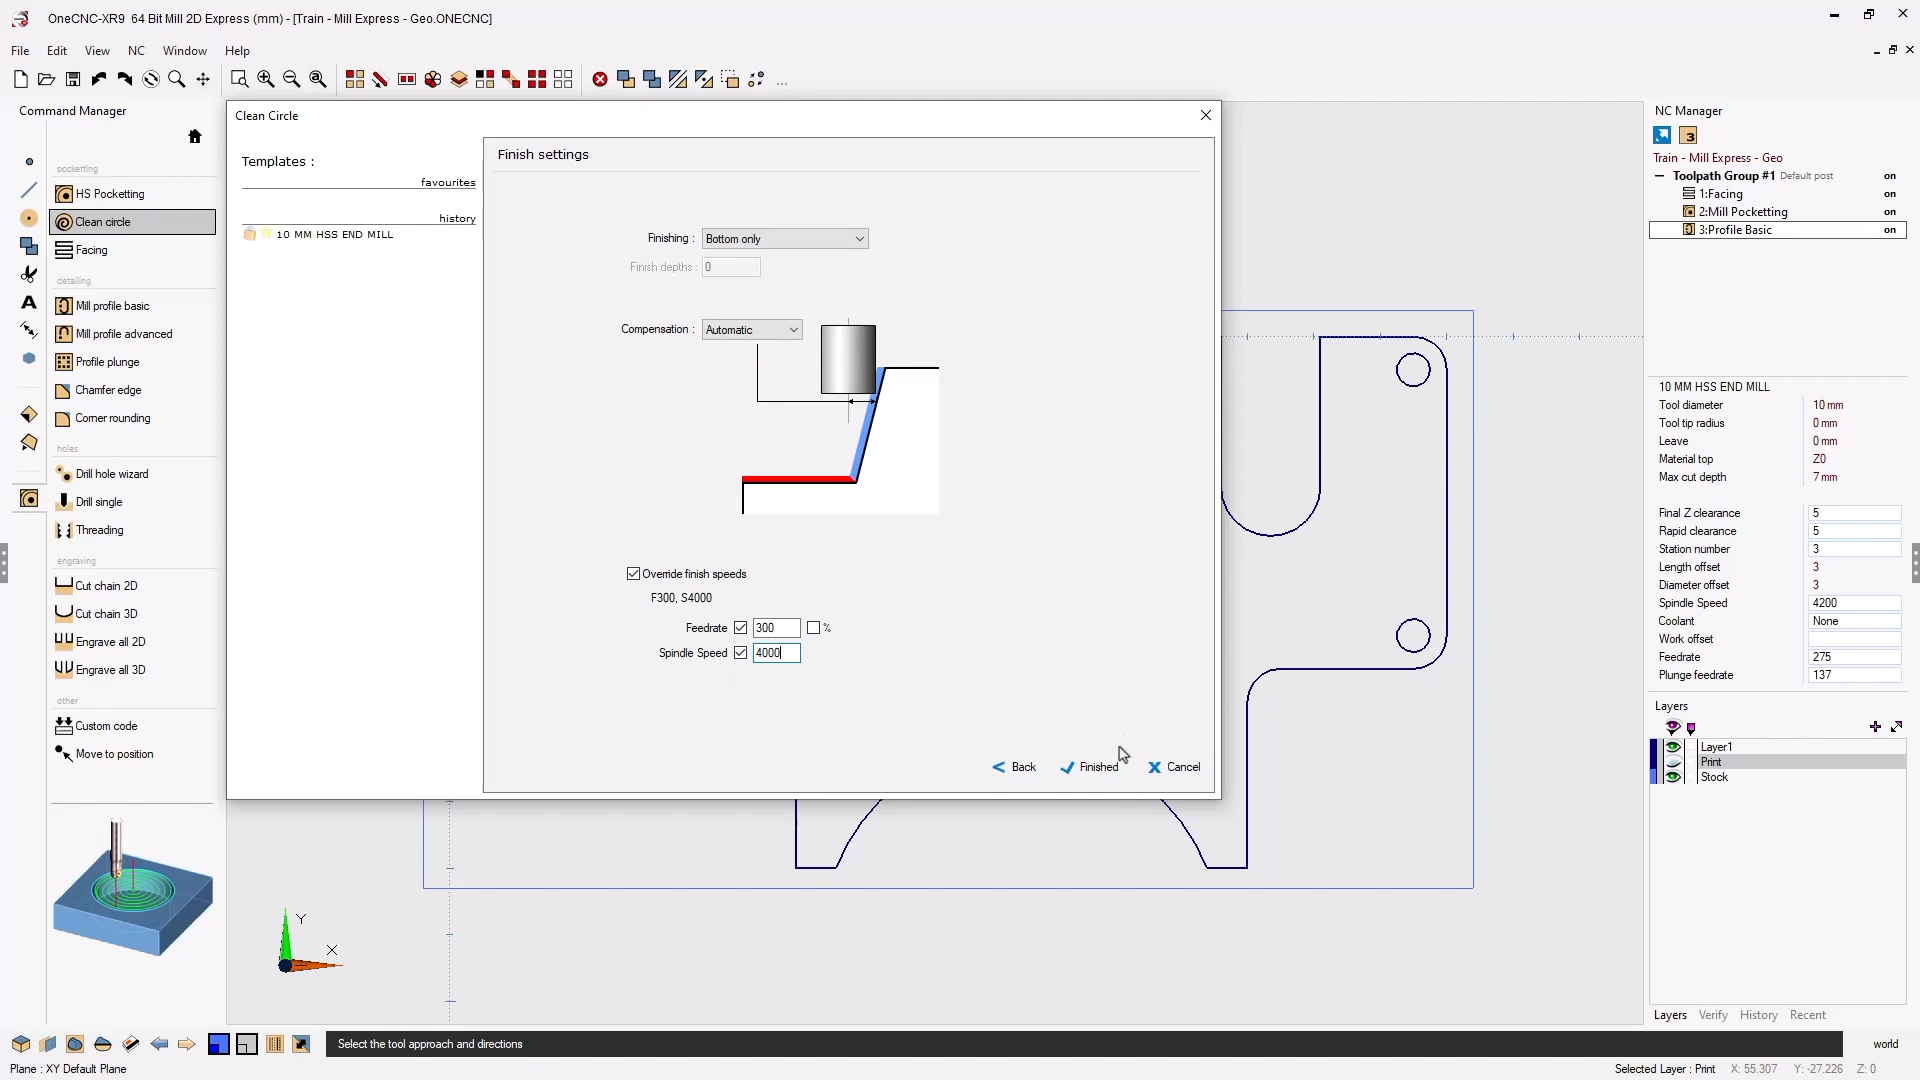 OneCNC-XR9 64 Bit Mill 2D Express (mm) - [Train - Mill Express - Geo.ONECNC]
File Edit View NC Window Help
Command Manager
pocketting
HS Pocketting
Clean circle
Facing
detailing
Mill profile basic
Mill profile advanced
Profile plunge
Chamfer edge
Corner rounding
holes
Drill hole wizard
Drill single
Threading
engraving
Cut chain 2D
Cut chain 3D
Engrave all 2D
Engrave all 3D
other
Custom code
Move to position
Clean Circle
Templates :
favourites
history
10 MM HSS END MILL
Finish settings
Finishing : Bottom only
Finish depths : 0
Compensation : Automatic
Override finish speeds
F300, S4000
Feedrate 300 %
Spindle Speed 4000
< Back Finished X Cancel
Y
X
NC Manager
3
Train - Mill Express - Geo
Toolpath Group #1 Default post on
1:Facing on
2:Mill Pocketting on
3:Profile Basic on
10 MM HSS END MILL
Tool diameter 10 mm
Tool tip radius 0 mm
Leave 0 mm
Material top Z0
Max cut depth 7 mm
Final Z clearance 5
Rapid clearance 5
Station number 3
Length offset 3
Diameter offset 3
Spindle Speed 4200
Coolant None
Work offset
Feedrate 275
Plunge feedrate 137
Layers
Layer1
Print
Stock
Layers Verify History Recent
Select the tool approach and directions
world
Plane : XY Default Plane
Selected Layer : Print X: 55.307 Y: -27.226 Z: 0